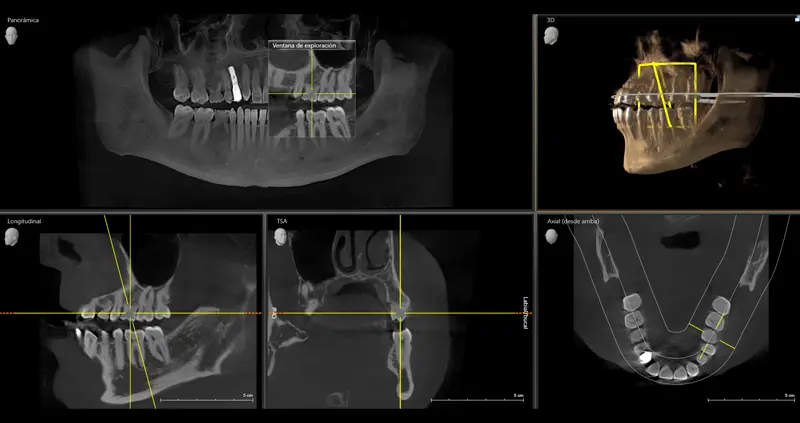 Panorámica
Ventana de exploración
3D
Longitudinal
5 cm
TSA
Labial/bucal
5 cm
Axial (desde arriba)
5 cm